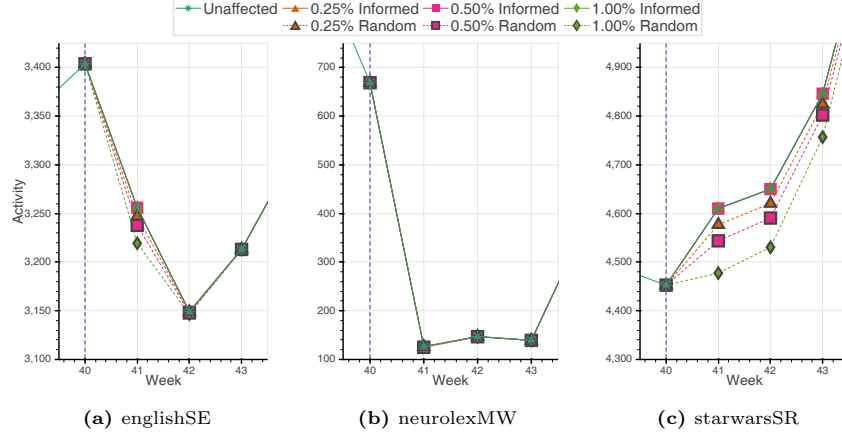 Unaffected 0.25% Informed 0.50% Informed 1.00% Informed
0.25% Random 0.50% Random 1.00% Random
Activity
3,400
3,350
3,300
3,250
3,200
3,150
3,100
40 41 42 43
Week
(a) englishSE
700
600
500
400
300
200
100
40 41 42 43
Week
(b) neurolexMW
4,900
4,800
4,700
4,600
4,500
4,400
4,300
40 41 42 43
Week
(c) starwarsSR